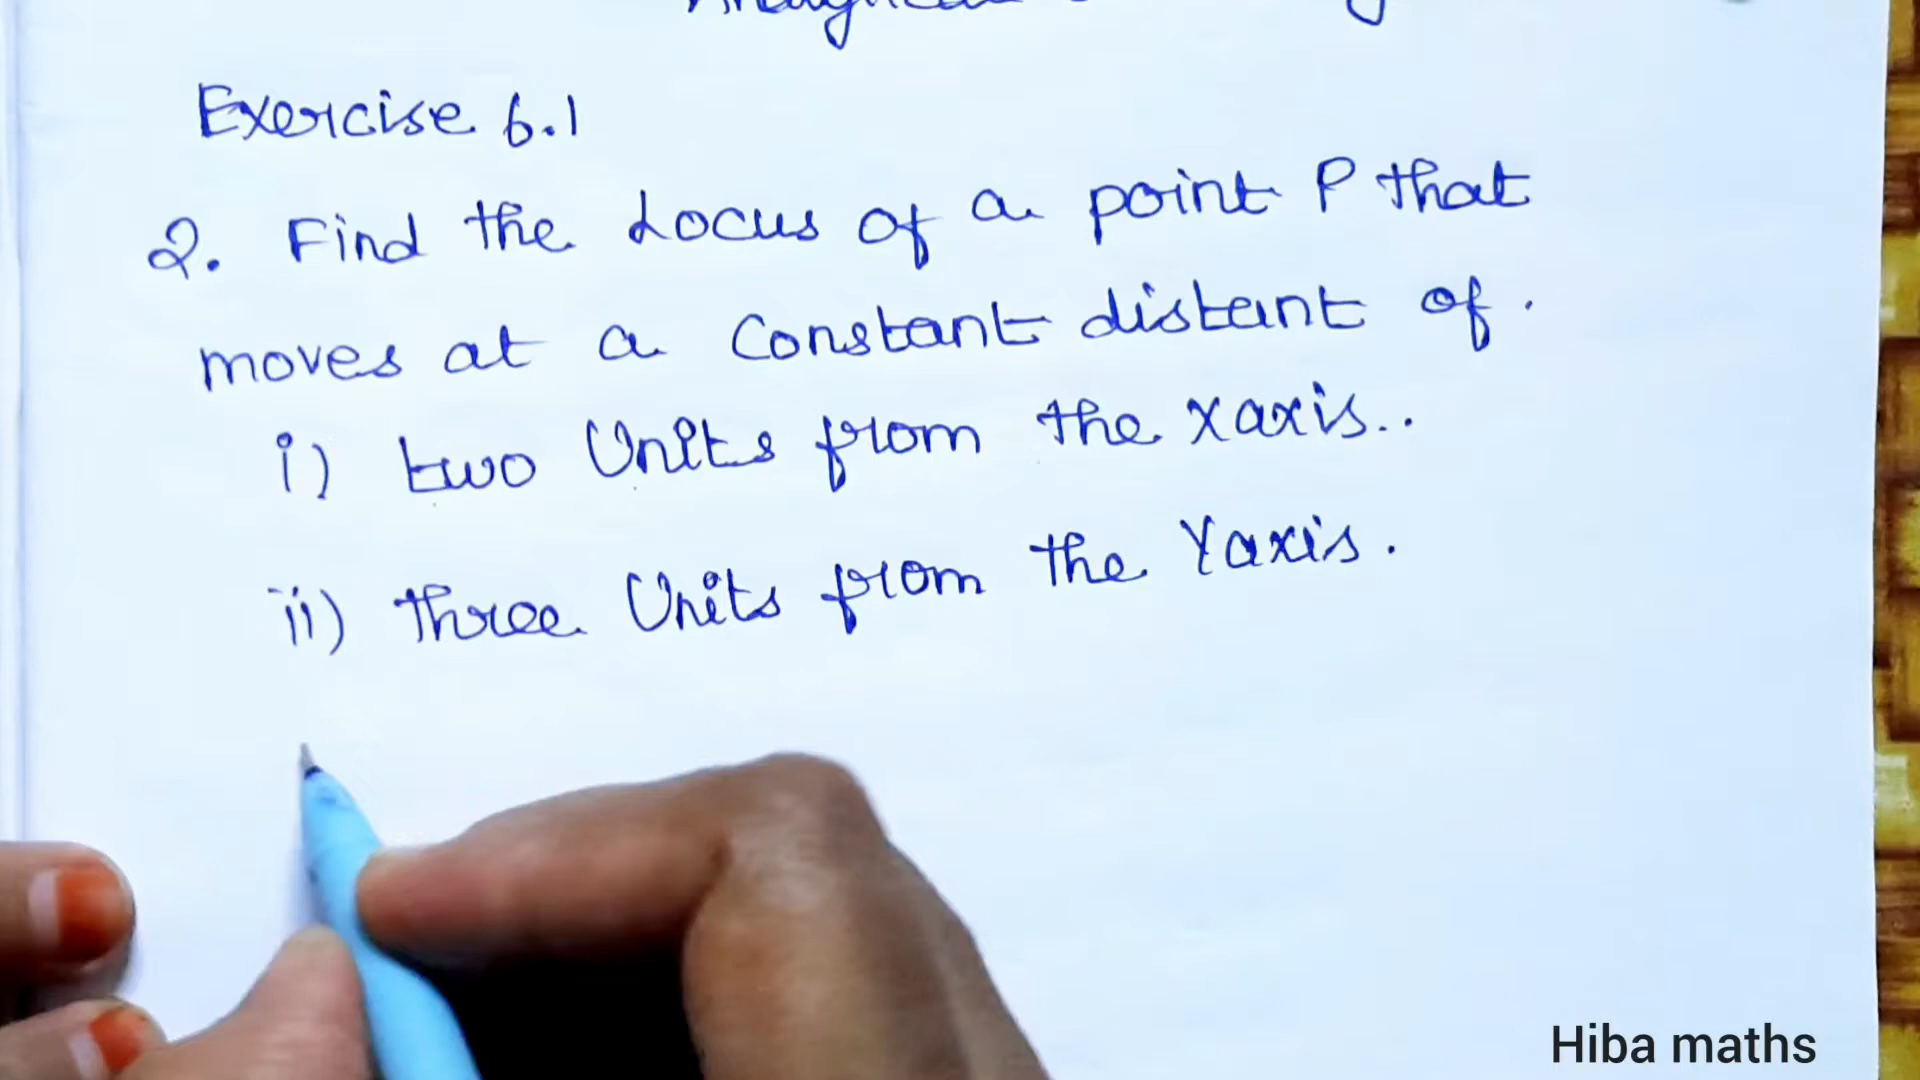 Exercise 6.1
2. Find the Locus of a point P that
moves at a constant distant of.
i) two Units from the x axis..
ii) three Units from the Y axis.
Hiba maths